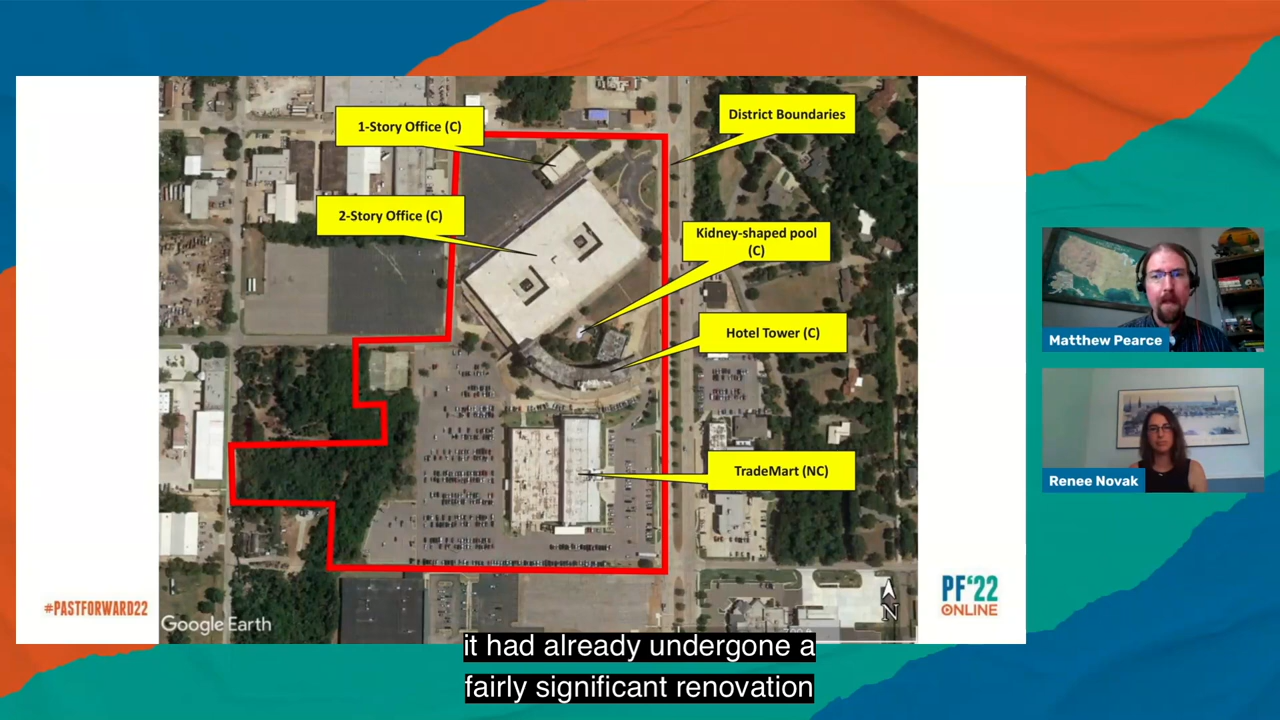 1-Story Office (C)
District Boundaries
2-Story Office (C)
Kidney-shaped pool
(C)
Hotel Tower (C)
TradeMart (NC)
Matthew Pearce
Renee Novak
#PASTFORWARD22
Google Earth
N
PF‘22
ONLINE
it had already undergone a
fairly significant renovation